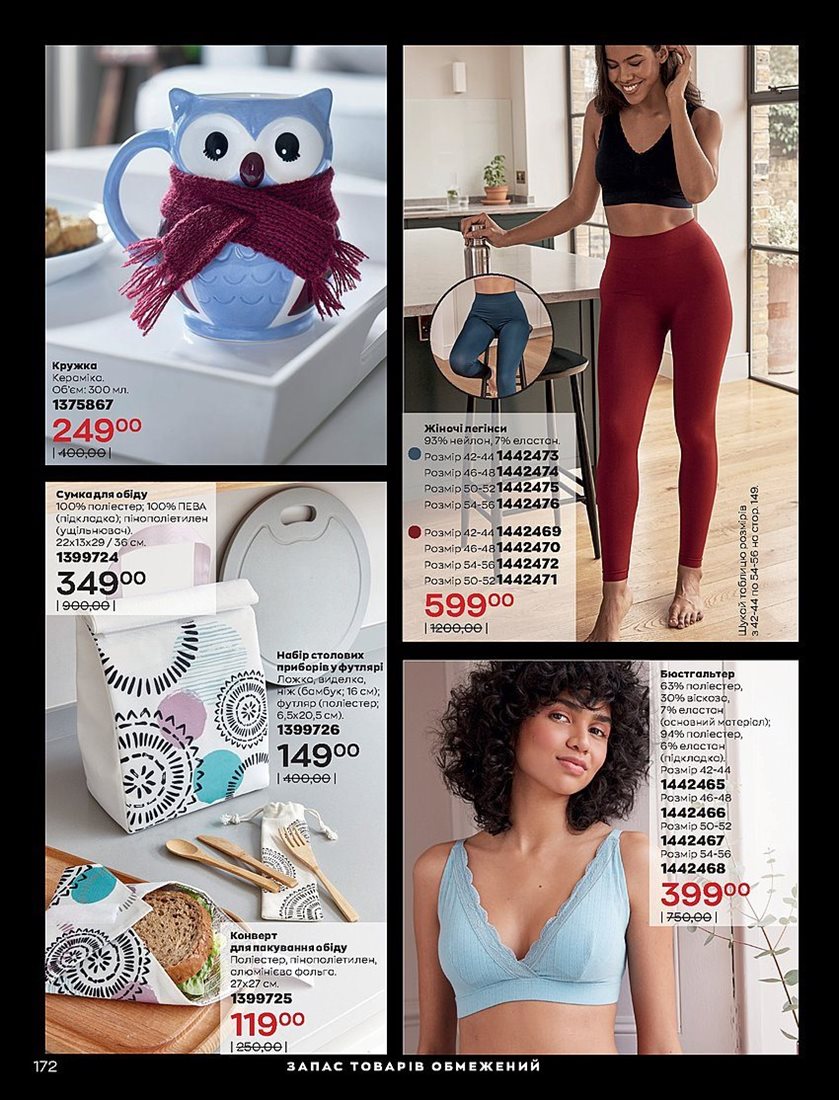 Кружка
Кераміка.
Об'єм: 300 мл.
1375867
249⁰⁰
|400,00|
Жіночі легінси
93% нейлон, 7% еластан.
Розмір 42-44 1442473
Розмір 46-48 1442474
Розмір 50-52 1442475
Розмір 54-56 1442476
Розмір 42-44 1442469
Розмір 46-48 1442470
Розмір 54-56 1442472
Розмір 50-52 1442471
599⁰⁰
|1200,00|
Шукай таблицю розмірів
з 42-44 по 54-56 на стор. 149.
Сумка для обіду
100% поліестер; 100% ПЕВА
(підкладка); пінополіетилен
(ущільнювач).
22х13х29 / 36 см.
1399724
349⁰⁰
|900,00|
Набір столових
приборів у футлярі
Ложка, виделка,
ніж (бамбук; 16 см);
футляр (поліестер;
6,5х20,5 см).
1399726
149⁰⁰
|400,00|
Конверт
для пакування обіду
Поліестер, пінополіетилен,
алюмінієва фольга.
27х27 см.
1399725
119⁰⁰
|250,00|
Бюстгальтер
63% поліестер,
30% віскоза,
7% еластан
(основний матеріал);
94% поліестер,
6% еластан
(підкладка).
Розмір 42-44
1442465
Розмір 46-48
1442466
Розмір 50-52
1442467
Розмір 54-56
1442468
399⁰⁰
|750,00|
172
ЗАПАС ТОВАРІВ ОБМЕЖЕНИЙ